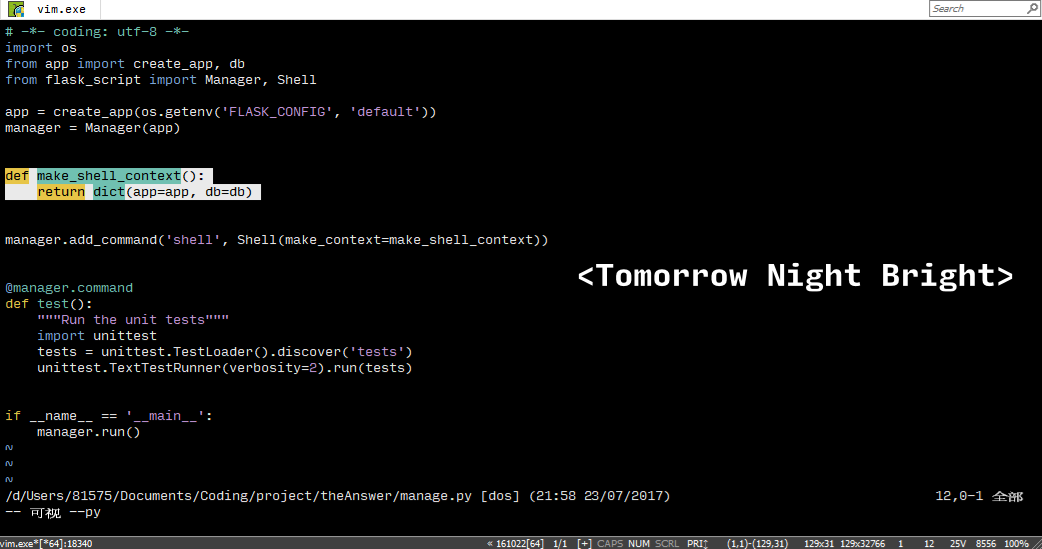 vim.exe
Search
# -*- coding: utf-8 -*-
import os
from app import create_app, db
from flask_script import Manager, Shell
app = create_app(os.getenv('FLASK_CONFIG', 'default'))
manager = Manager(app)
def make_shell_context():
    return dict(app=app, db=db)
manager.add_command('shell', Shell(make_context=make_shell_context))
<Tomorrow Night Bright>
@manager.command
def test():
    """Run the unit tests"""
    import unittest
    tests = unittest.TestLoader().discover('tests')
    unittest.TextTestRunner(verbosity=2).run(tests)
if __name__ == '__main__':
    manager.run()
~
~
~
/d/Users/81575/Documents/Coding/project/theAnswer/manage.py [dos] (21:58 23/07/2017) 12,0-1 全部
-- 可视 --py
vim.exe*[*64]:18340 « 161022[64] 1/1 [+] CAPS NUM SCRL PRI↕ (1,1)-(129,31) 129x31 129x32766 1 12 25V 8556 100%